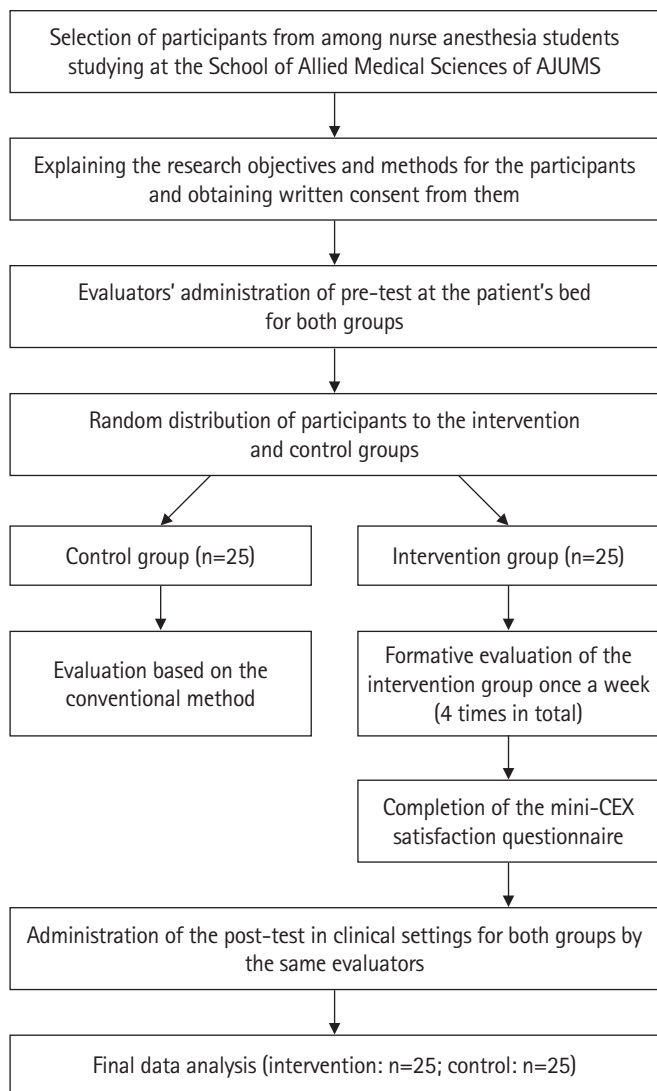 Selection of participants from among nurse anesthesia students
studying at the School of Allied Medical Sciences of AJUMS
Explaining the research objectives and methods for the participants
and obtaining written consent from them
Evaluators’ administration of pre-test at the patient’s bed
for both groups
Random distribution of participants to the intervention
and control groups
Control group (n=25)
Evaluation based on the
conventional method
Intervention group (n=25)
Formative evaluation of the
intervention group once a week
(4 times in total)
Completion of the mini-CEX
satisfaction questionnaire
Administration of the post-test in clinical settings for both groups by
the same evaluators
Final data analysis (intervention: n=25; control: n=25)